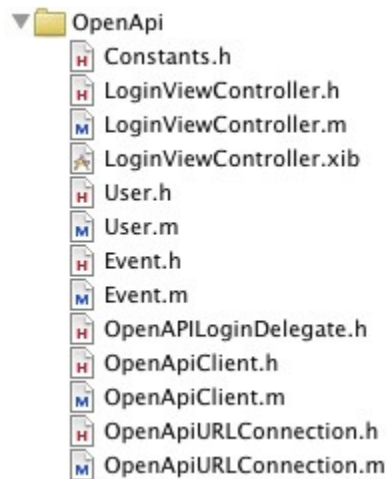 OpenApi
H Constants.h
H LoginViewController.h
M LoginViewController.m
LoginViewController.xib
H User.h
M User.m
H Event.h
M Event.m
H OpenAPILoginDelegate.h
H OpenApiClient.h
M OpenApiClient.m
H OpenApiURLConnection.h
M OpenApiURLConnection.m